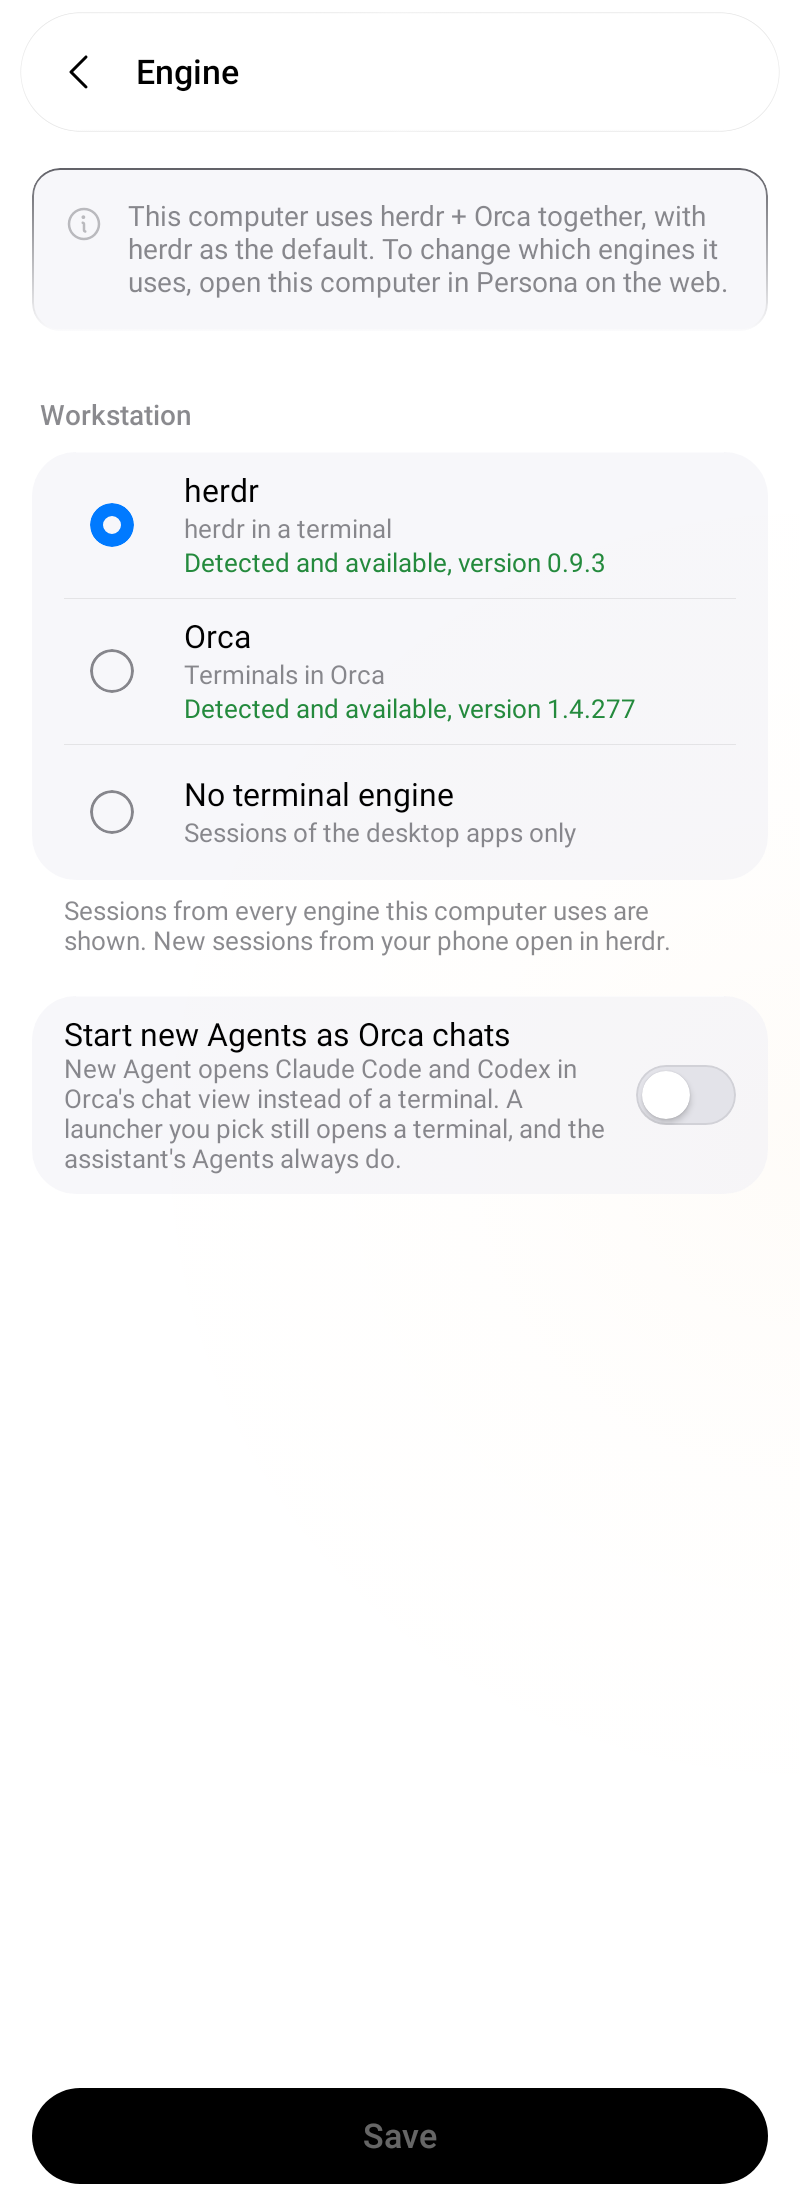 Engine
This computer uses herdr + Orca together, with
herdr as the default. To change which engines it
uses, open this computer in Persona on the web.
Workstation
herdr
herdr in a terminal
Detected and available, version 0.9.3
Orca
Terminals in Orca
Detected and available, version 1.4.277
No terminal engine
Sessions of the desktop apps only
Sessions from every engine this computer uses are
shown. New sessions from your phone open in herdr.
Start new Agents as Orca chats
New Agent opens Claude Code and Codex in
Orca's chat view instead of a terminal. A
launcher you pick still opens a terminal, and the
assistant's Agents always do.
Save